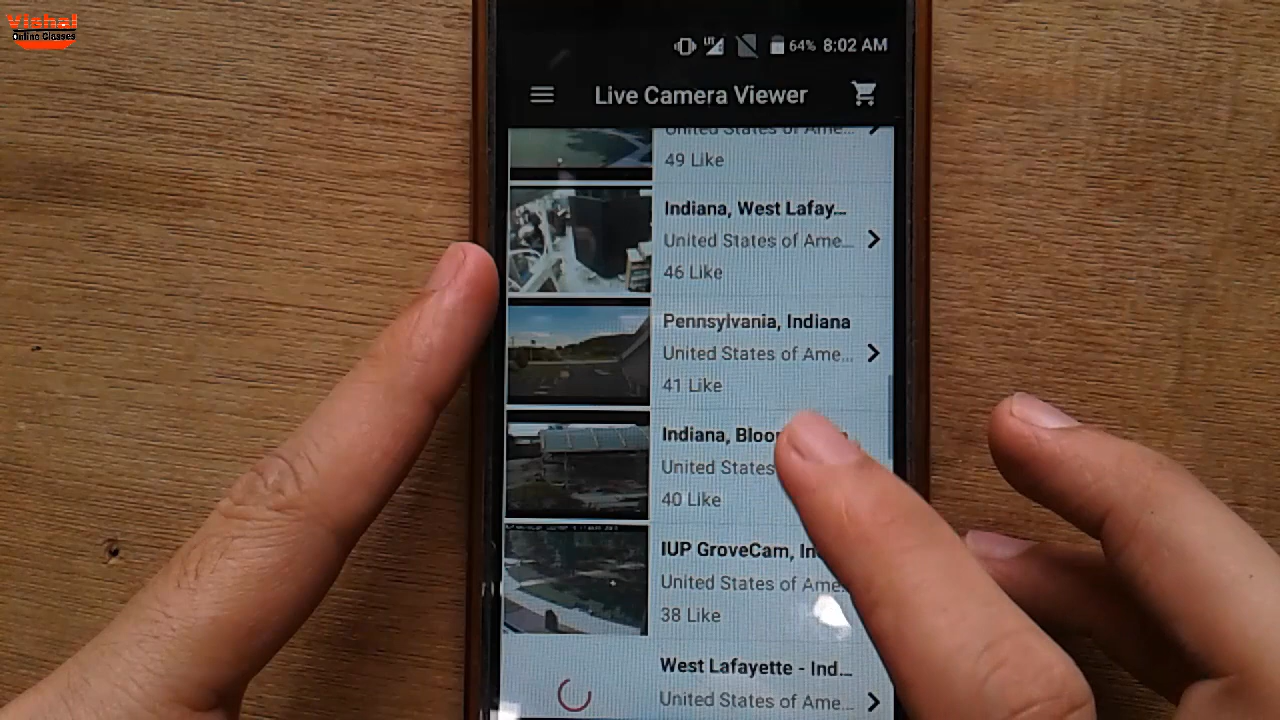 Vishal
Online Classes
LTE 64% 8:02 AM
Live Camera Viewer
United States of Ame...
49 Like
Indiana, West Lafay...
United States of Ame...
46 Like
Pennsylvania, Indiana
United States of Ame...
41 Like
Indiana, Bloo
United States
40 Like
IUP GroveCam, In
United States of Ame
38 Like
West Lafayette - Ind...
United States of Ame...